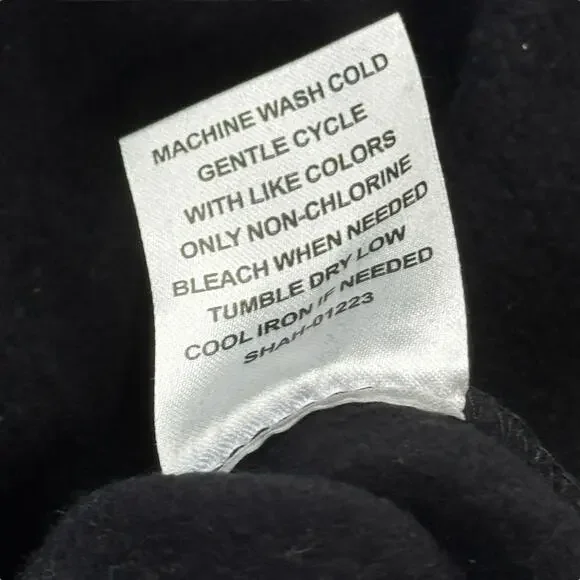 MACHINE WASH COLD
GENTLE CYCLE
WITH LIKE COLORS
ONLY NON-CHLORINE
BLEACH WHEN NEEDED
TUMBLE DRY LOW
COOL IRON IF NEEDED
SHAH-01223